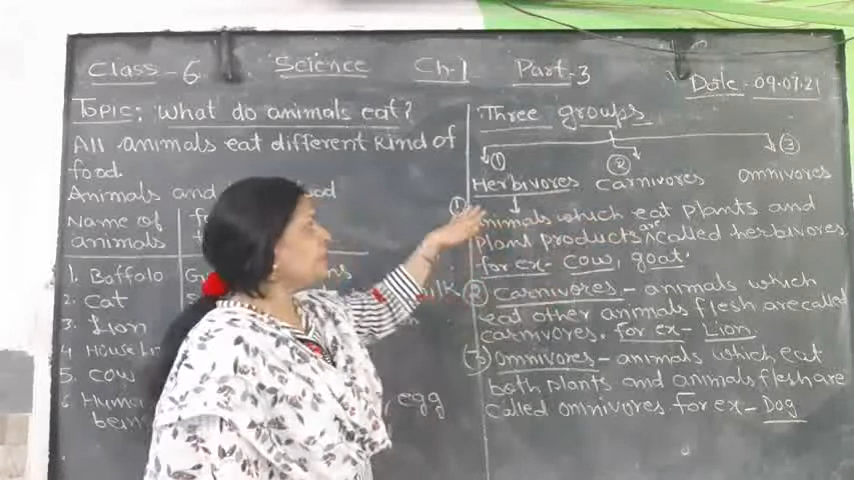 Class - 6 Science Ch-1 Part-3 Date: 09.07.21
Topic: What do animals eat?
All animals eat different kind of
food.
Animals and
Name of
animals
1. Boffalo
2. Cat
3. Lion
4 House
5. Cow
6 Human
being
milk
, egg
Three groups
① ② ③
Herbivores carnivores omnivores
① Animals which eat plants and
plant products are called herbivores
for ex- cow, goat.
② Carnivores - animals which
eat other animals flesh are called
carnivores. for ex- Lion
③ Omnivores - animals which eat
both plants and animals flesh are
called omnivores for ex- Dog